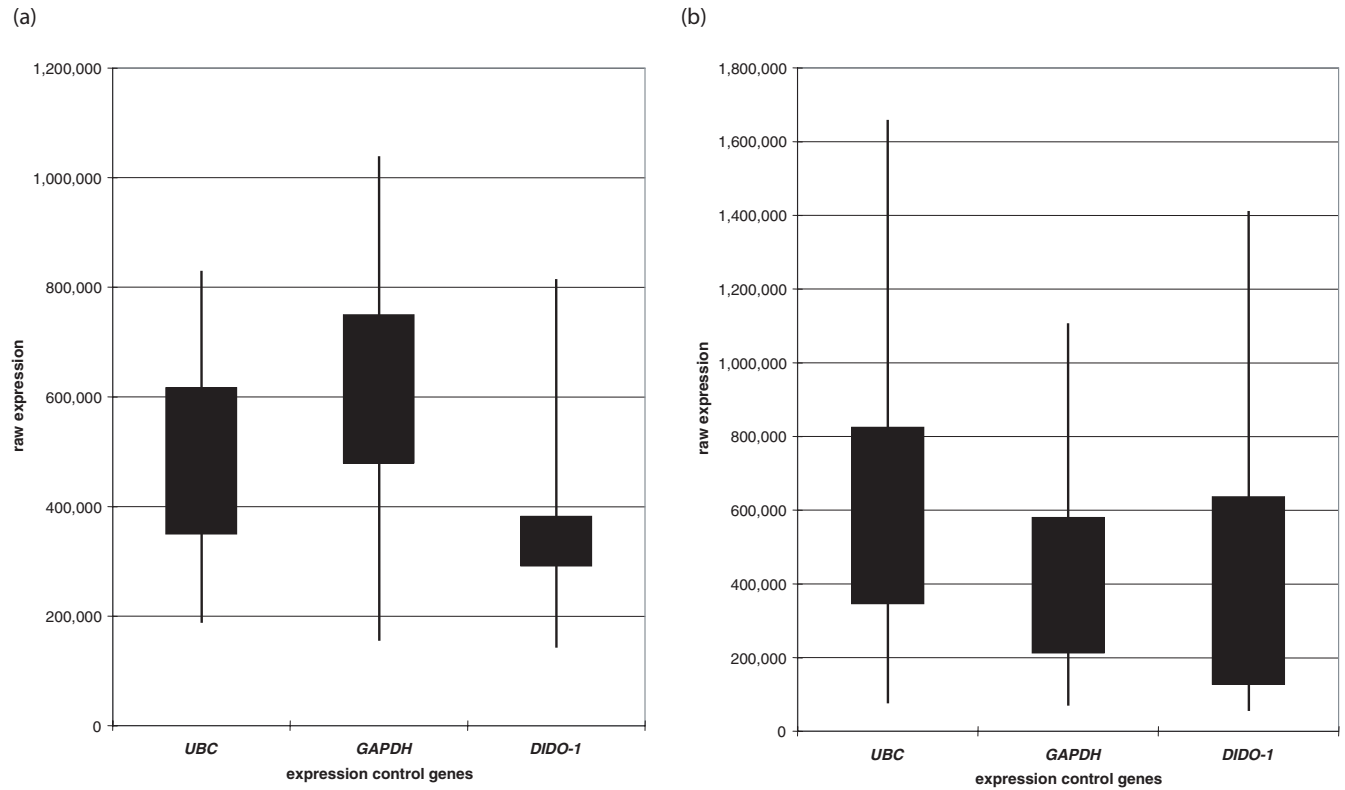 (a)
raw expression
1,200,000
1,000,000
800,000
600,000
400,000
200,000
0
UBC GAPDH DIDO-1
expression control genes
(b)
raw expression
1,800,000
1,600,000
1,400,000
1,200,000
1,000,000
800,000
600,000
400,000
200,000
0
UBC GAPDH DIDO-1
expression control genes